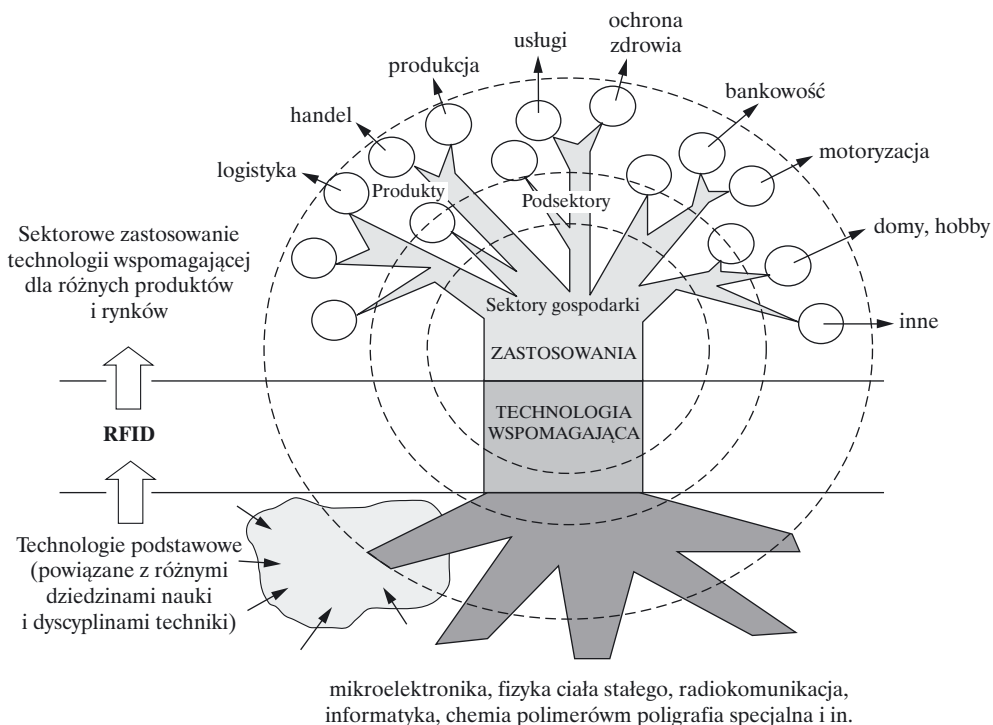 ochrona
zdrowia
usługi
produkcja
bankowość
handel
motoryzacja
logistyka
Produkty
Podsektory
domy, hobby
Sektorowe zastosowanie
technologii wspomagającej
dla różnych produktów
i rynków
Sektory gospodarki
inne
ZASTOSOWANIA
TECHNOLOGIA
WSPOMAGAJĄCA
RFID
Technologie podstawowe
(powiązane z różnymi
dziedzinami nauki
i dyscyplinami techniki)
mikroelektronika, fizyka ciała stałego, radiokomunikacja,
informatyka, chemia polimerówm poligrafia specjalna i in.